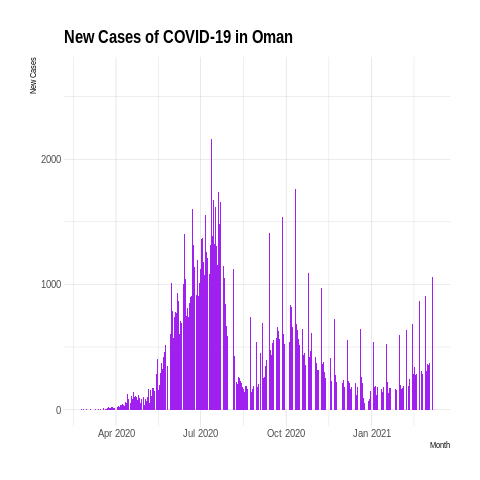 New Cases of COVID-19 in Oman
New Cases
2000
1000
0
Apr 2020
Jul 2020
Oct 2020
Jan 2021
Month